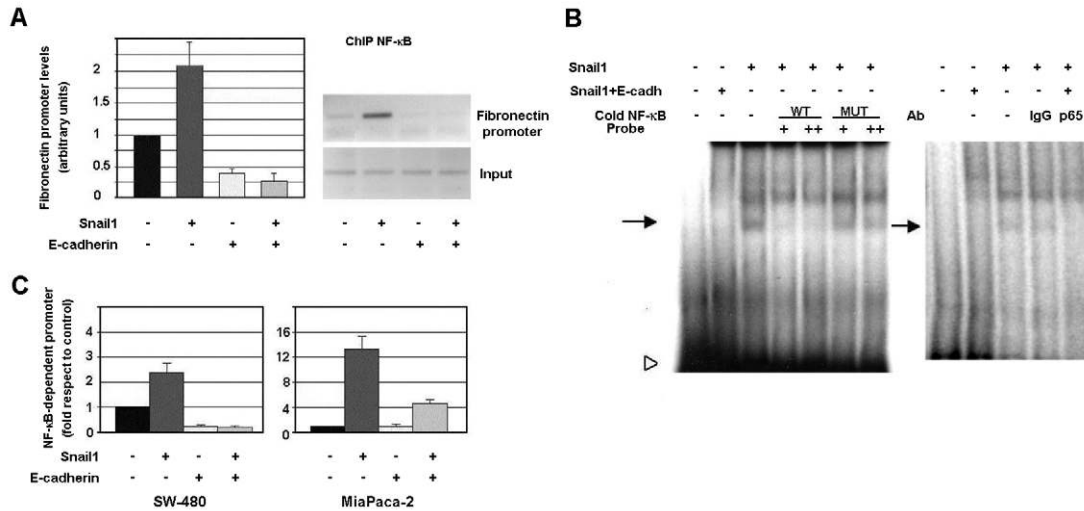 A
Fibronectin promoter levels
(arbitrary units)
2
1.5
1
0.5
0
Snail1 - + - +
E-cadherin - - + +
ChIP NF-κB
Fibronectin
promoter
Input
- + - +
- - + +
B
Snail1 - - + + + + +
Snail1+E-cadh - + - - - - -
Cold NF-κB
Probe - - - WT MUT
+ ++ + ++
- - + + +
- + - - +
Ab - - - IgG p65
C
NF-κB-dependent promoter
(fold respect to control)
4
3
2
1
0
Snail1 - + - +
E-cadherin - - + +
SW-480
16
12
8
4
0
- + - +
- - + +
MiaPaca-2